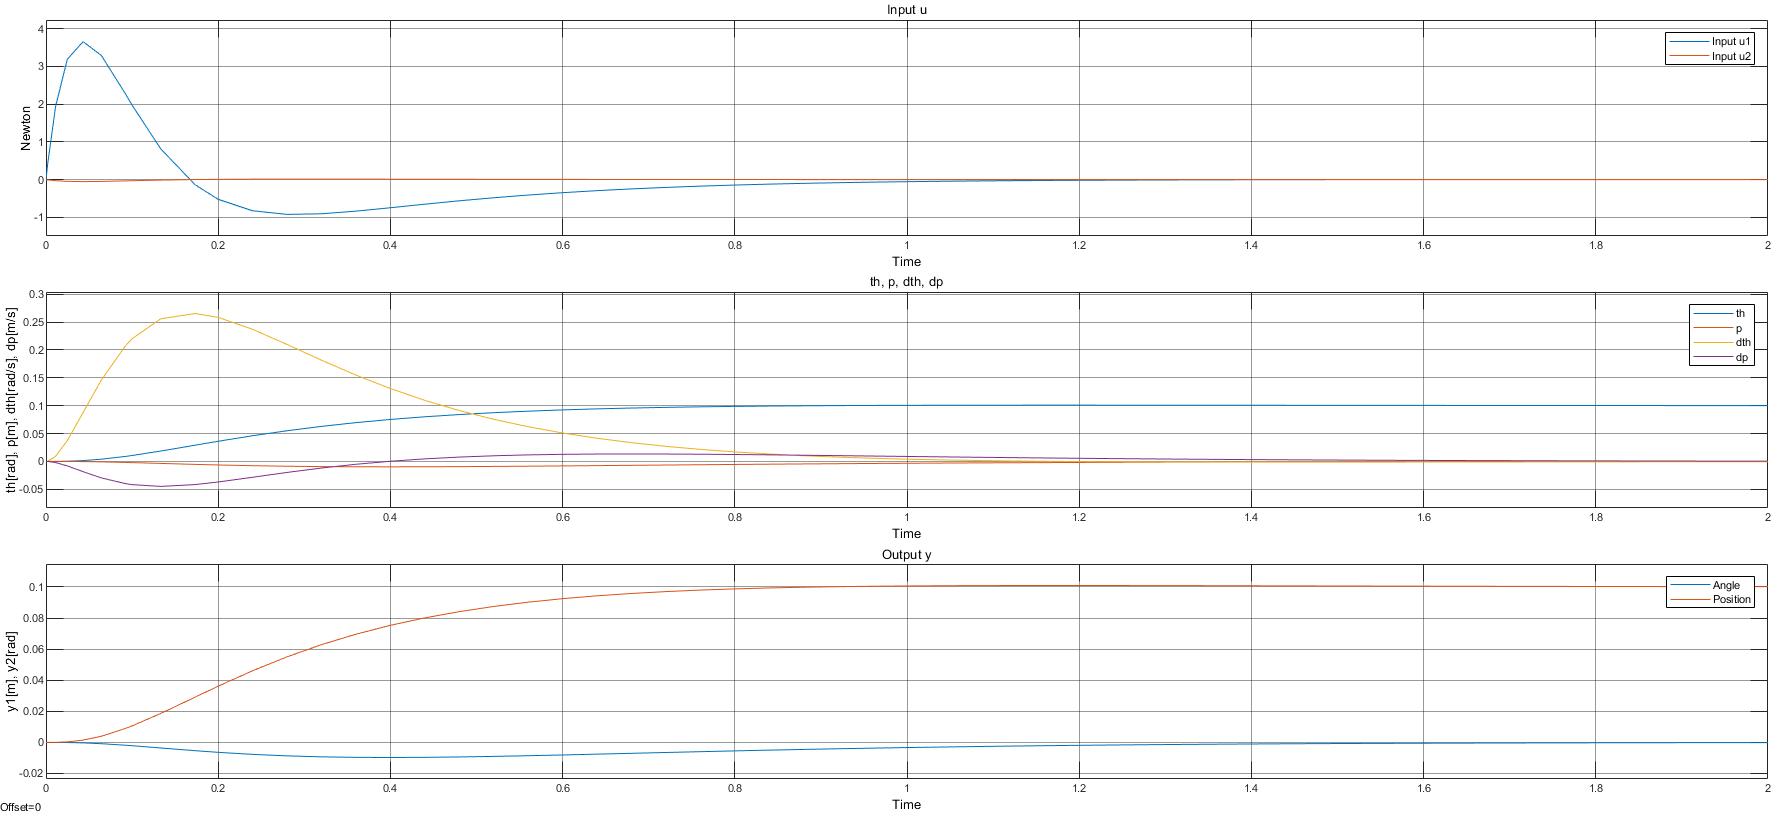 Input u
4
3
2
1
0
-1
Newton
Input u1
Input u2
0 0.2 0.4 0.6 0.8 1 1.2 1.4 1.6 1.8 2
Time
th, p, dth, dp
0.3
0.25
0.2
0.15
0.1
0.05
0
-0.05
th[rad], p[m], dth[rad/s], dp[m/s]
th
p
dth
dp
0 0.2 0.4 0.6 0.8 1 1.2 1.4 1.6 1.8 2
Time
Output y
0.1
0.08
0.06
0.04
0.02
0
-0.02
y1[m], y2[rad]
Angle
Position
0 0.2 0.4 0.6 0.8 1 1.2 1.4 1.6 1.8 2
Time
Offset=0